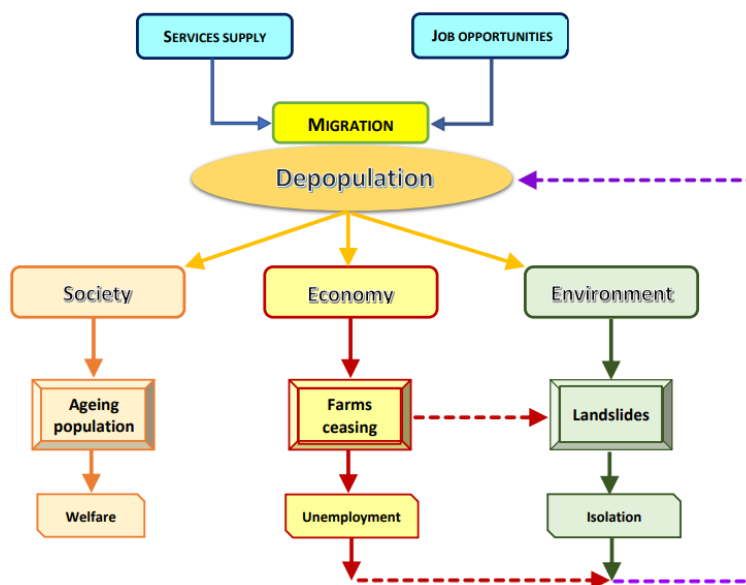 SERVICES SUPPLY
JOB OPPORTUNITIES
MIGRATION
Depopulation
Society
Economy
Environment
Ageing
population
Farms
ceasing
Landslides
Welfare
Unemployment
Isolation